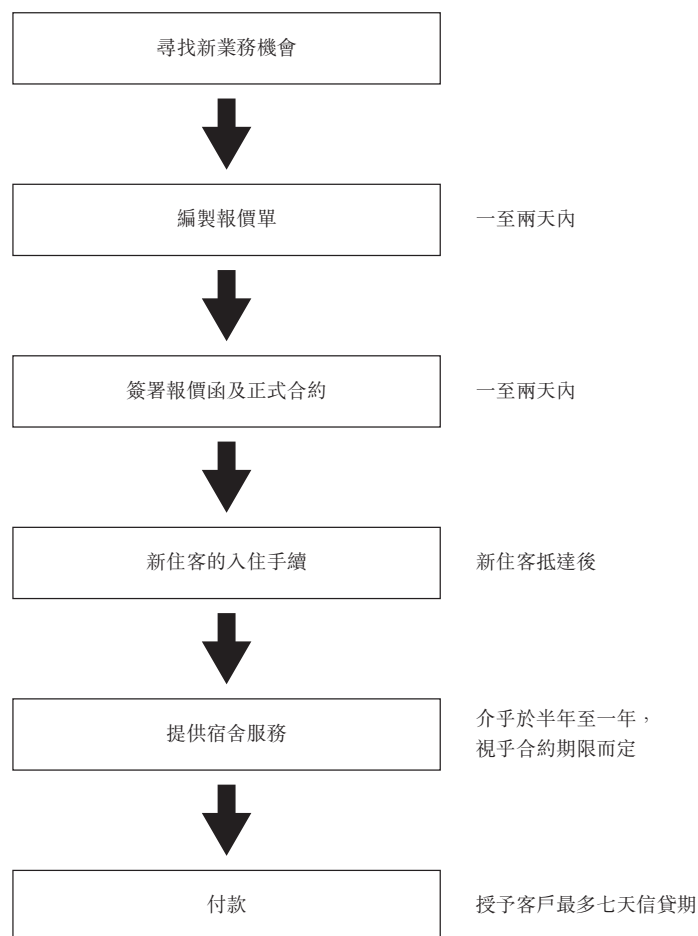 尋找新業務機會
編製報價單
一至兩天內
簽署報價函及正式合約
一至兩天內
新住客的入住手續
新住客抵達後
提供宿舍服務
介乎於半年至一年，
視乎合約期限而定
付款
授予客戶最多七天信貸期